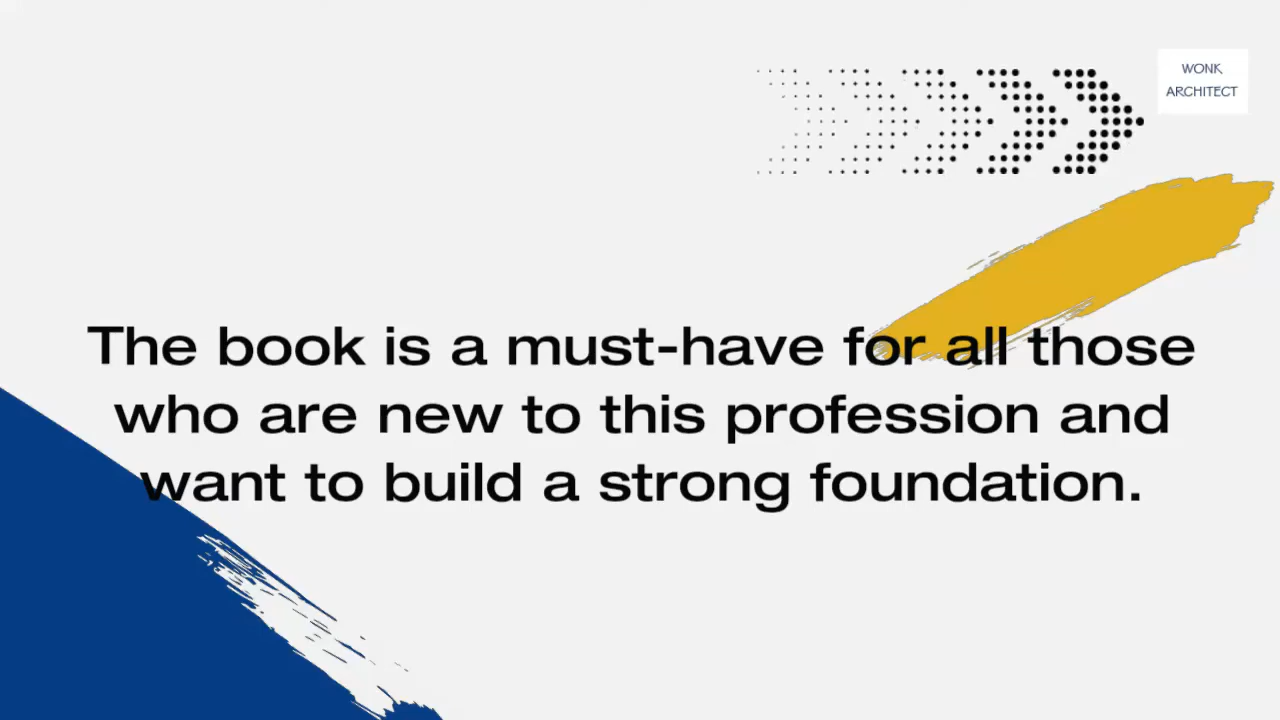 WONK
ARCHITECT
The book is a must-have for all those
who are new to this profession and
want to build a strong foundation.